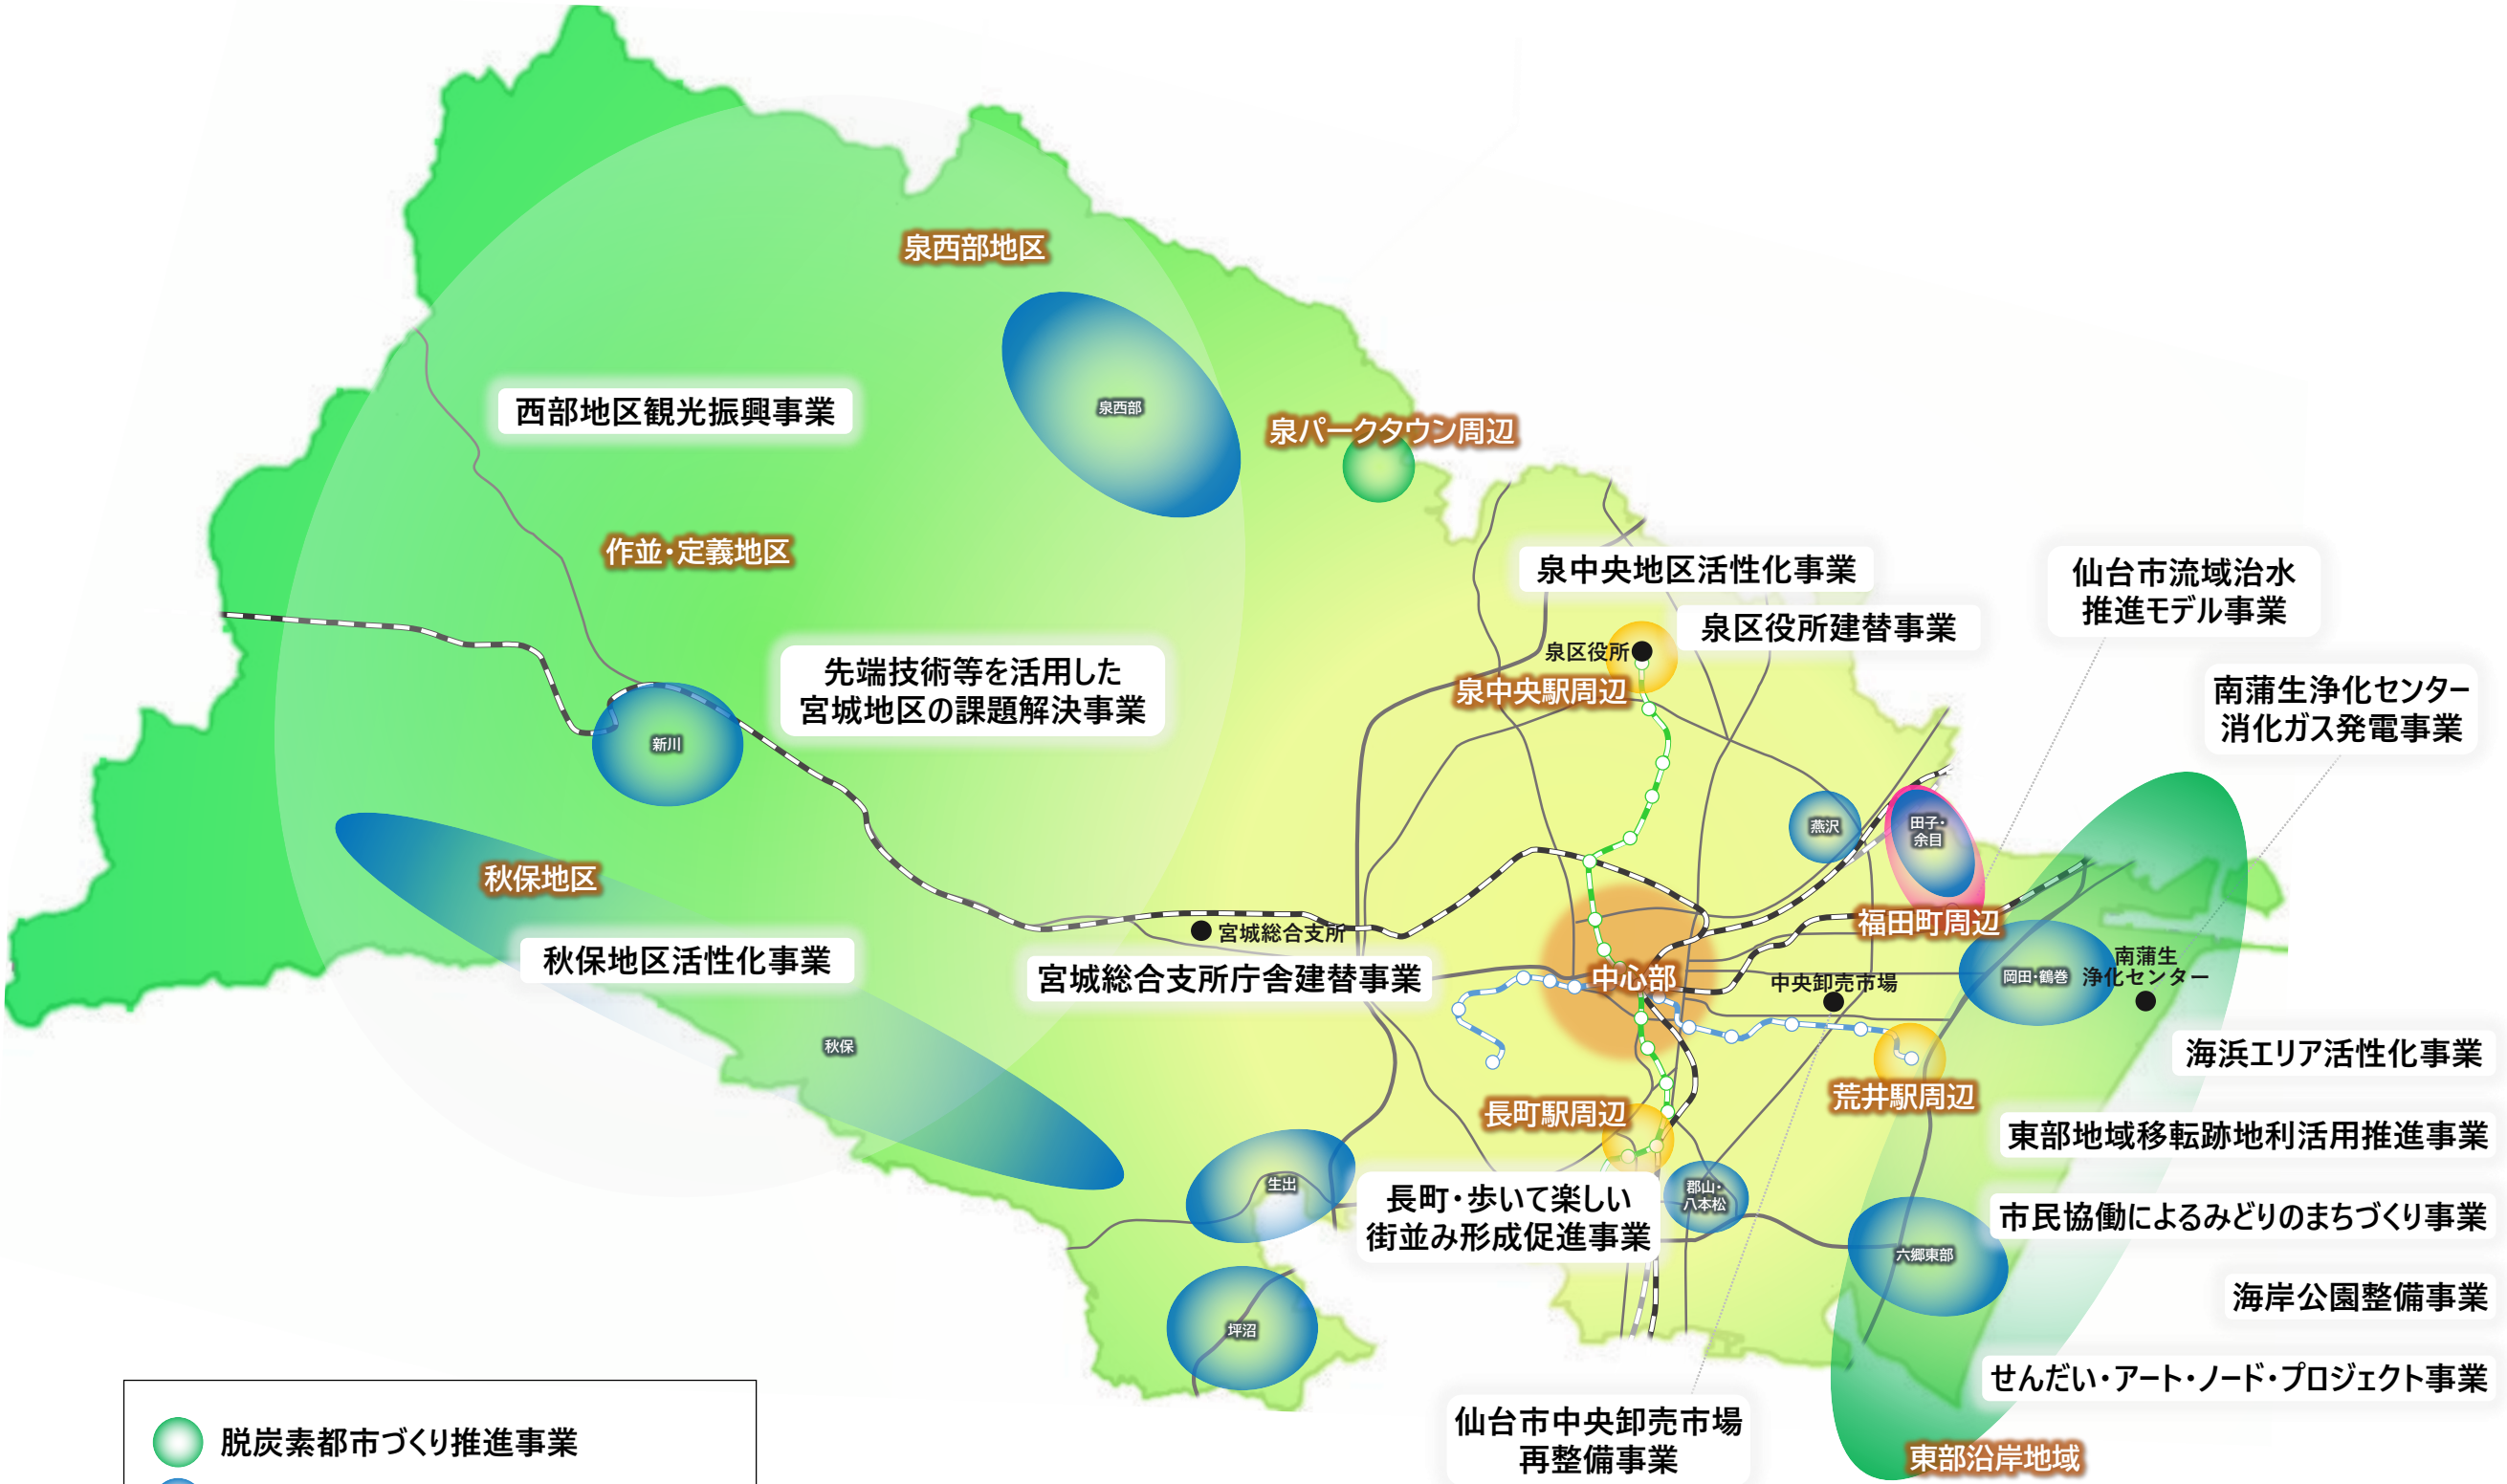 泉西部地区
西部地区観光振興事業
泉西部
泉パークタウン周辺
作並・定義地区
泉中央地区活性化事業
仙台市流域治水
推進モデル事業
泉区役所建替事業
泉区役所
泉中央駅周辺
先端技術等を活用した
宮城地区の課題解決事業
南蒲生浄化センター
消化ガス発電事業
新川
燕沢
田子・
余目
秋保地区
福田町周辺
宮城総合支所
秋保地区活性化事業
宮城総合支所庁舎建替事業
中心部
中央卸売市場
岡田・鶴巻
南蒲生
浄化センター
秋保
海浜エリア活性化事業
荒井駅周辺
長町駅周辺
東部地域移転跡地利活用推進事業
生出
長町・歩いて楽しい
街並み形成促進事業
郡山・
八本松
市民協働によるみどりのまちづくり事業
六郷東部
海岸公園整備事業
坪沼
せんだい・アート・ノード・プロジェクト事業
仙台市中央卸売市場
再整備事業
東部沿岸地域
脱炭素都市づくり推進事業